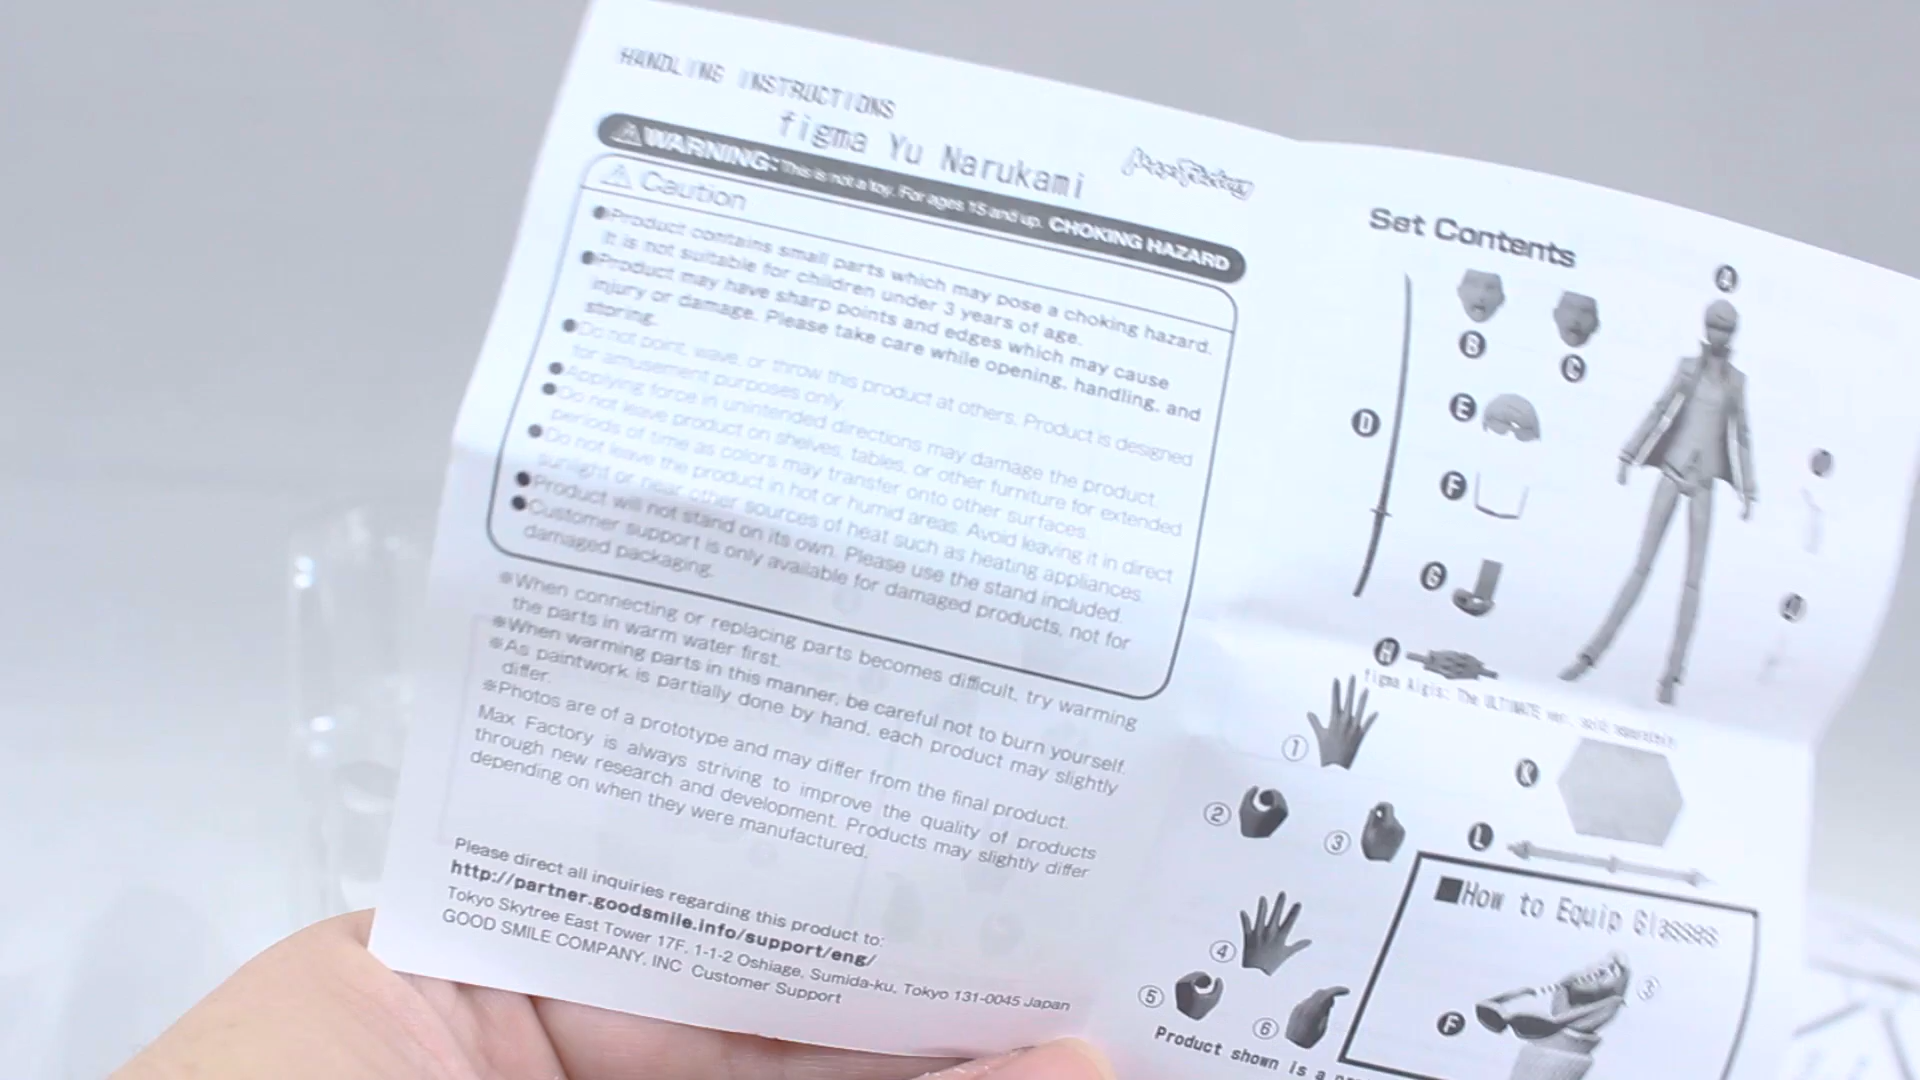 HANDLING INSTRUCTIONS
figma Yu Narukami
WARNING: This is not a toy. For ages 15 and up. CHOKING HAZARD
Caution
●Product contains small parts which may pose a choking hazard.
It is not suitable for children under 3 years of age.
●Product may have sharp points and edges which may cause
injury or damage. Please take care while opening, handling, and
storing.
●Do not point, wave, or throw this product at others. Product is designed
for amusement purposes only.
●Applying force in unintended directions may damage the product.
●Do not leave product on shelves, tables, or other furniture for extended
periods of time as colors may transfer onto other surfaces.
●Do not leave the product in hot or humid areas. Avoid leaving it in direct
sunlight or near other sources of heat such as heating appliances.
●Product will not stand on its own. Please use the stand included.
●Customer support is only available for damaged products, not for
damaged packaging.
※When connecting or replacing parts becomes difficult, try warming
the parts in warm water first.
※When warming parts in this manner, be careful not to burn yourself.
※As paintwork is partially done by hand, each product may slightly
differ.
※Photos are of a prototype and may differ from the final product.
Max Factory is always striving to improve the quality of products
through new research and development. Products may slightly differ
depending on when they were manufactured.
Please direct all inquiries regarding this product to:
http://partner.goodsmile.info/support/eng/
Tokyo Skytree East Tower 17F, 1-1-2 Oshiage, Sumida-ku, Tokyo 131-0045 Japan
GOOD SMILE COMPANY, INC Customer Support
Set Contents
A
B
C
D
E
F
G
H
figma Aigis: The ULTIMATE ver. sold separately
①
K
②
③
L
④
⑤
⑥
Product shown is a
■How to Equip Glasses
③
F